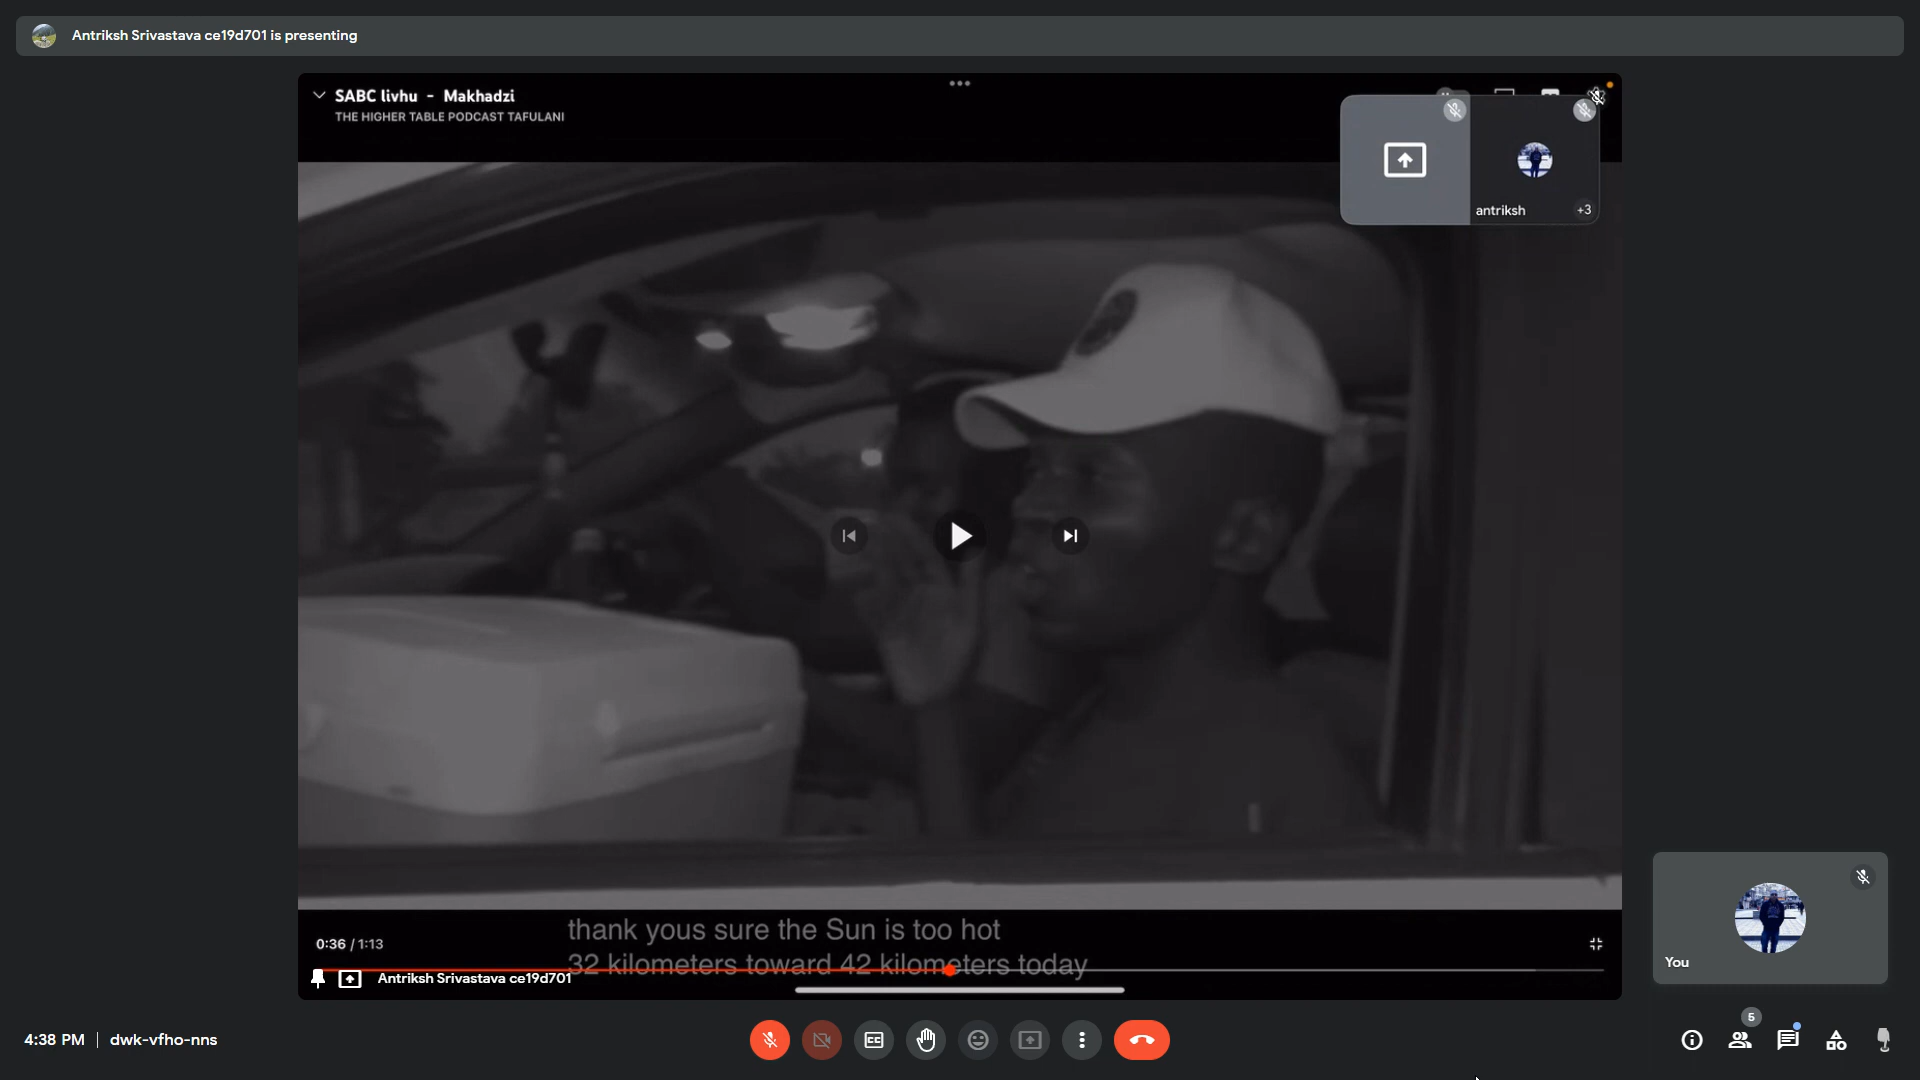 Antriksh Srivastava ce19d701 is presenting
SABC livhu - Makhadzi
THE HIGHER TABLE PODCAST TAFULANI
antriksh
+3
thank yous sure the Sun is too hot
0:36 / 1:13
32 kilometers toward 42 kilometers today
Antriksh Srivastava ce19d701
You
5
4:38 PM | dwk-vfho-nns
CC